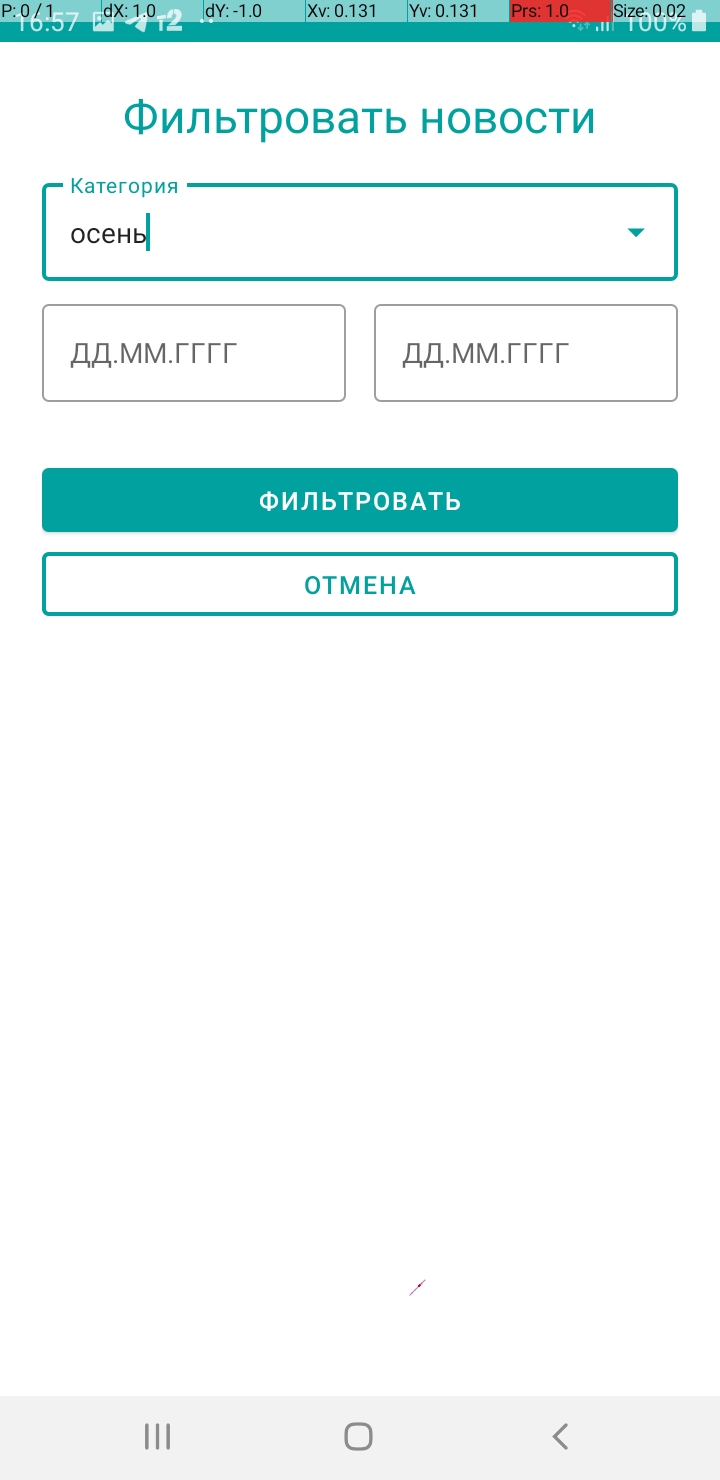 P: 0 / 1 dX: 1.0 dY: -1.0 Xv: 0.131 Yv: 0.131 Prs: 1.0 Size: 0.02
16:57 т2 100%
Фильтровать новости
Категория
осень
ДД.ММ.ГГГГ ДД.ММ.ГГГГ
ФИЛЬТРОВАТЬ
ОТМЕНА